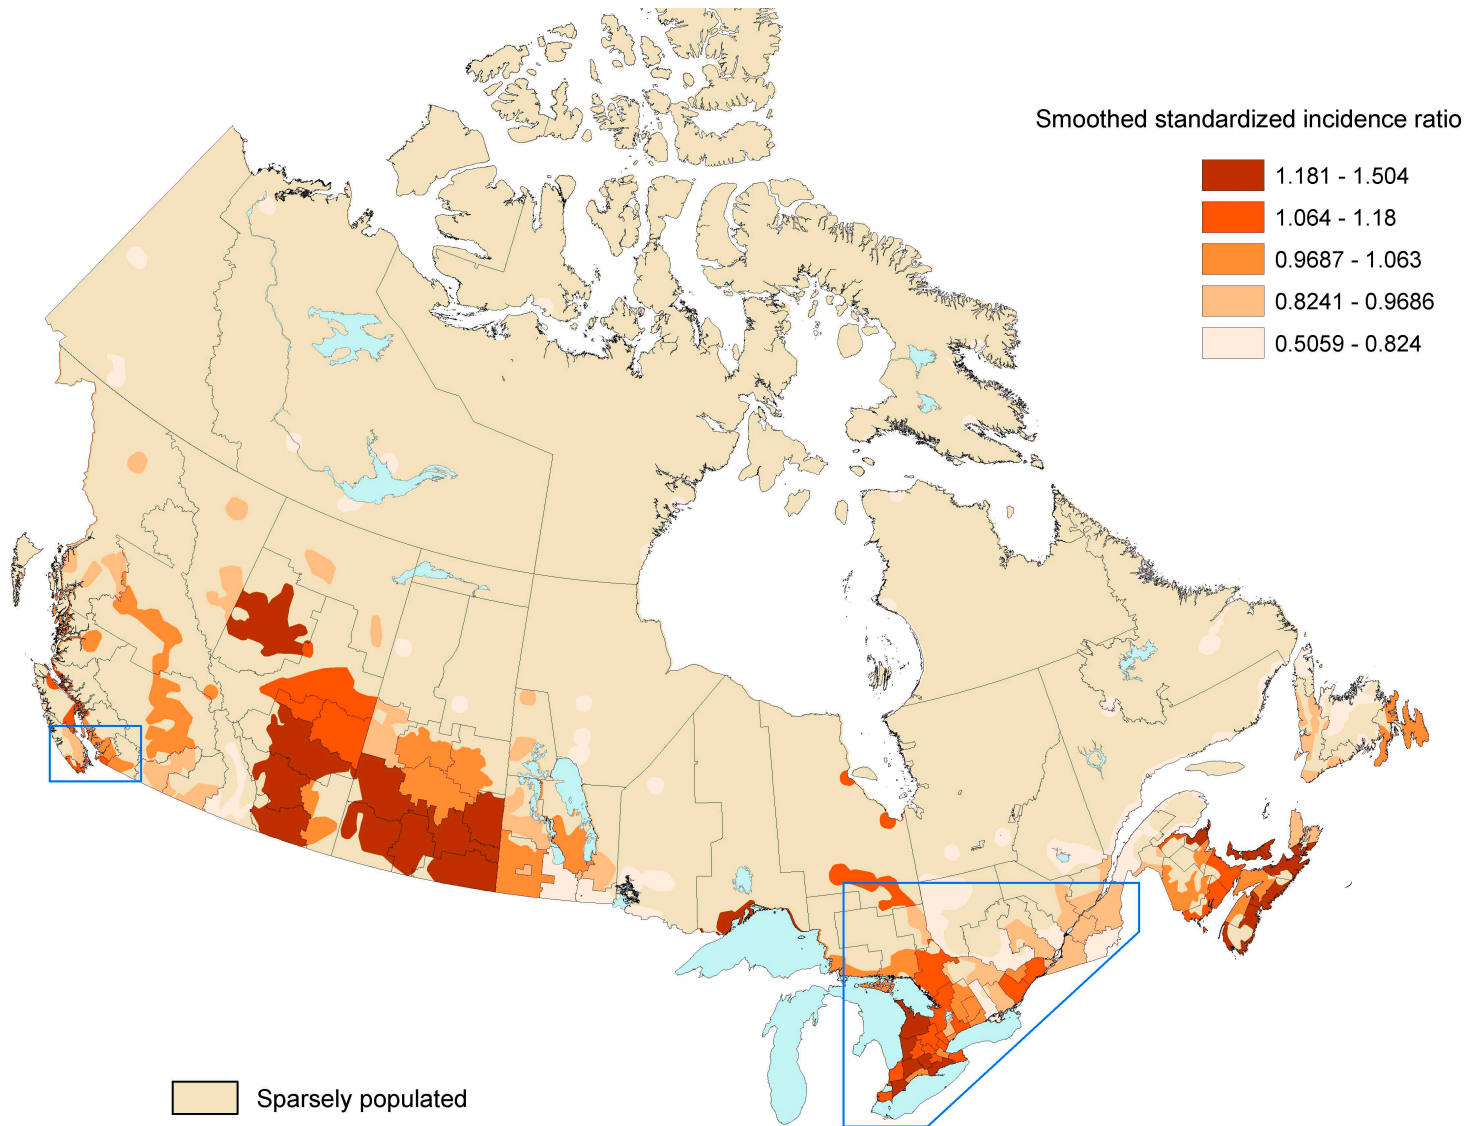 Smoothed standardized incidence ratio
1.181 - 1.504
1.064 - 1.18
0.9687 - 1.063
0.8241 - 0.9686
0.5059 - 0.824
Sparsely populated